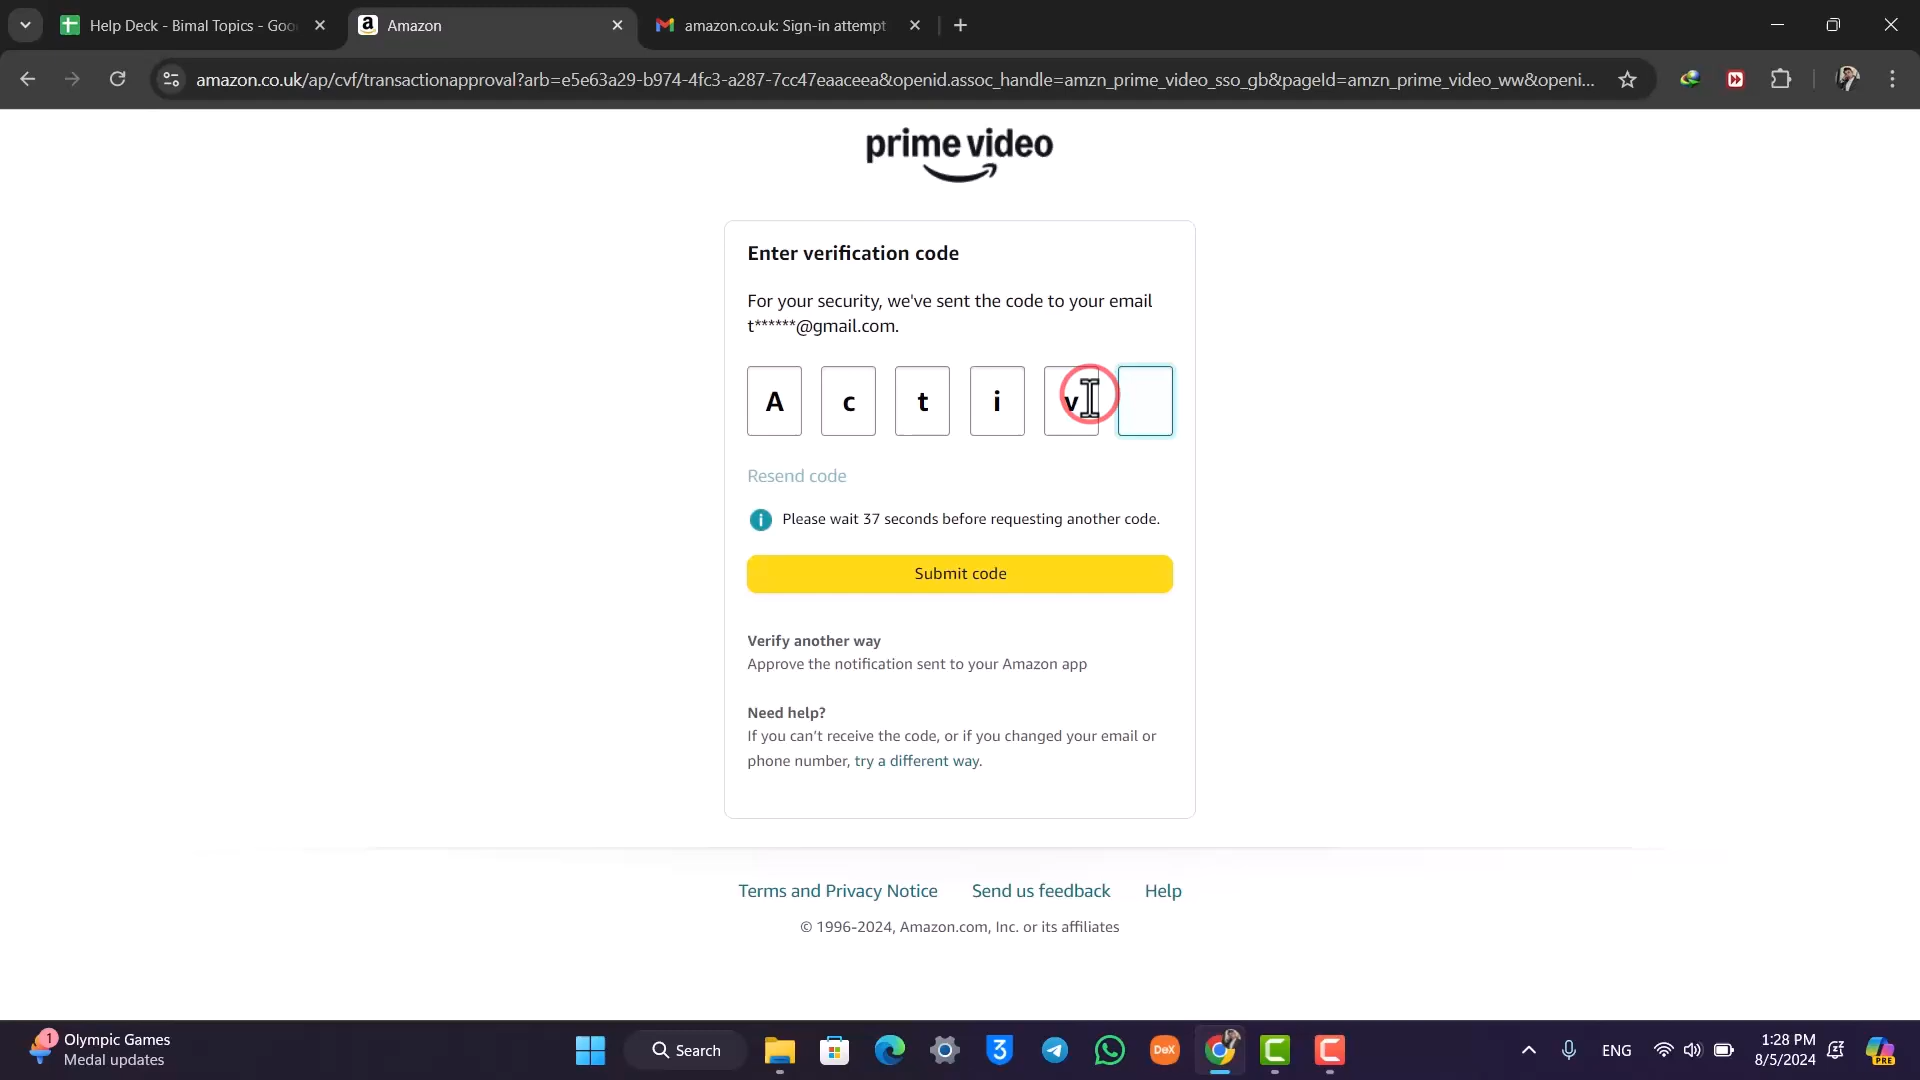 Help Deck - Bimal Topics - Goo
Amazon
amazon.co.uk: Sign-in attempt
amazon.co.uk/ap/cvf/transactionapproval?arb=e5e63a29-b974-4fc3-a287-7cc47eaaceea&openid.assoc_handle=amzn_prime_video_sso_gb&pageId=amzn_prime_video_ww&openi...
prime video
Enter verification code
For your security, we've sent the code to your email
t******@gmail.com.
A c t i v
Resend code
Please wait 37 seconds before requesting another code.
Submit code
Verify another way
Approve the notification sent to your Amazon app
Need help?
If you can't receive the code, or if you changed your email or
phone number, try a different way.
Terms and Privacy Notice Send us feedback Help
© 1996-2024, Amazon.com, Inc. or its affiliates
1
Olympic Games
Medal updates
Search
3
DeX
ENG
1:28 PM
8/5/2024
PRE